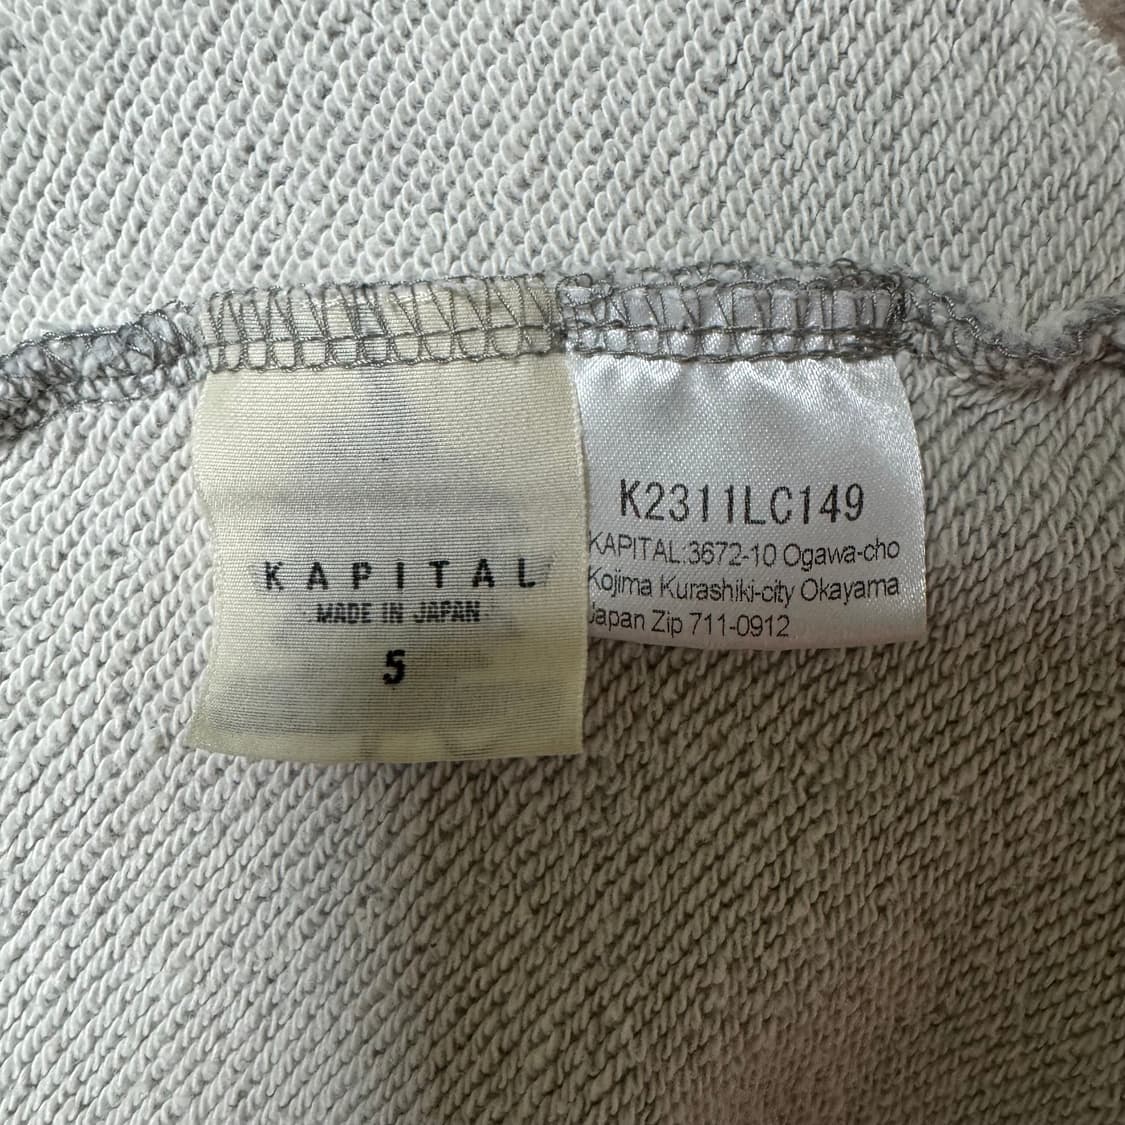 KAPITAL
MADE IN JAPAN
5
K2311LC149
KAPITAL:3672-10 Ogawa-cho
Kojima Kurashiki-city Okayama
Japan Zip 711-0912